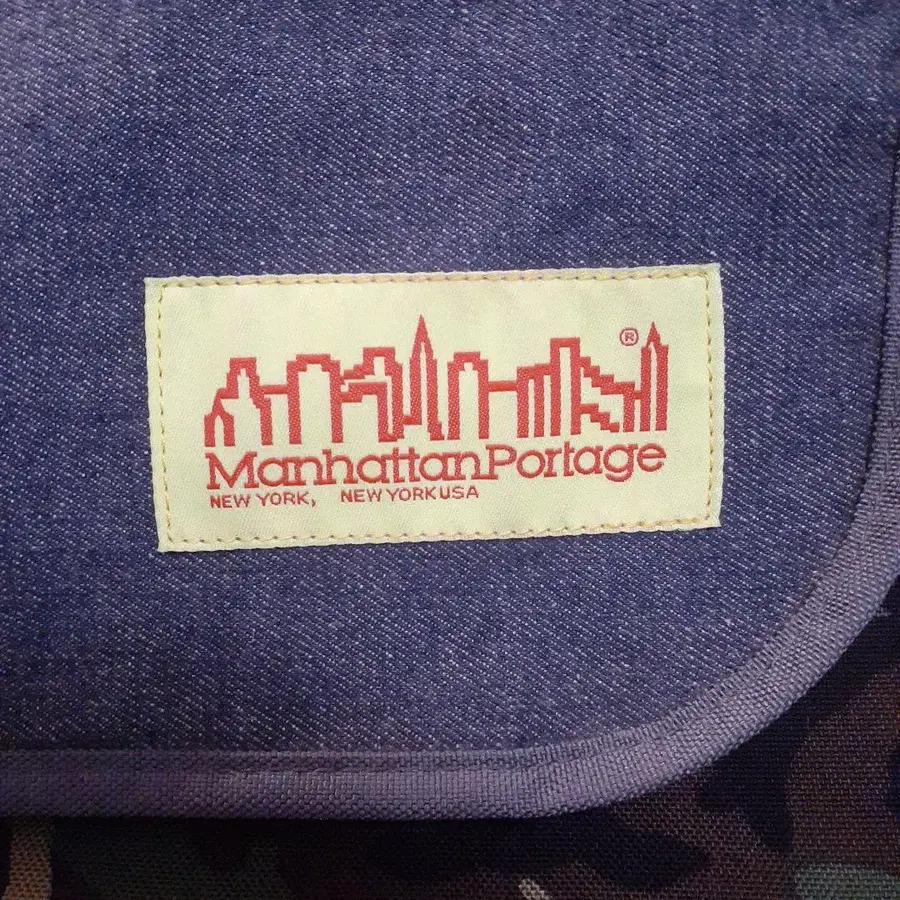 ®
ManhattanPortage
NEW YORK, NEW YORK USA